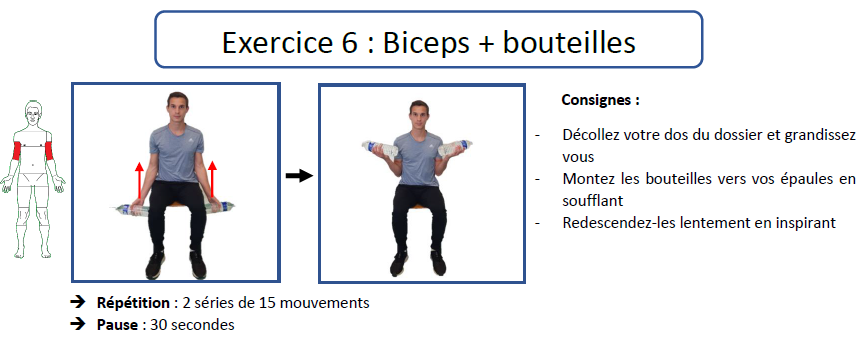 Exercice 6 : Biceps + bouteilles
Consignes :
- Décollez votre dos du dossier et grandissez
vous
- Montez les bouteilles vers vos épaules en
soufflant
- Redescendez-les lentement en inspirant
➔ Répétition : 2 séries de 15 mouvements
➔ Pause : 30 secondes